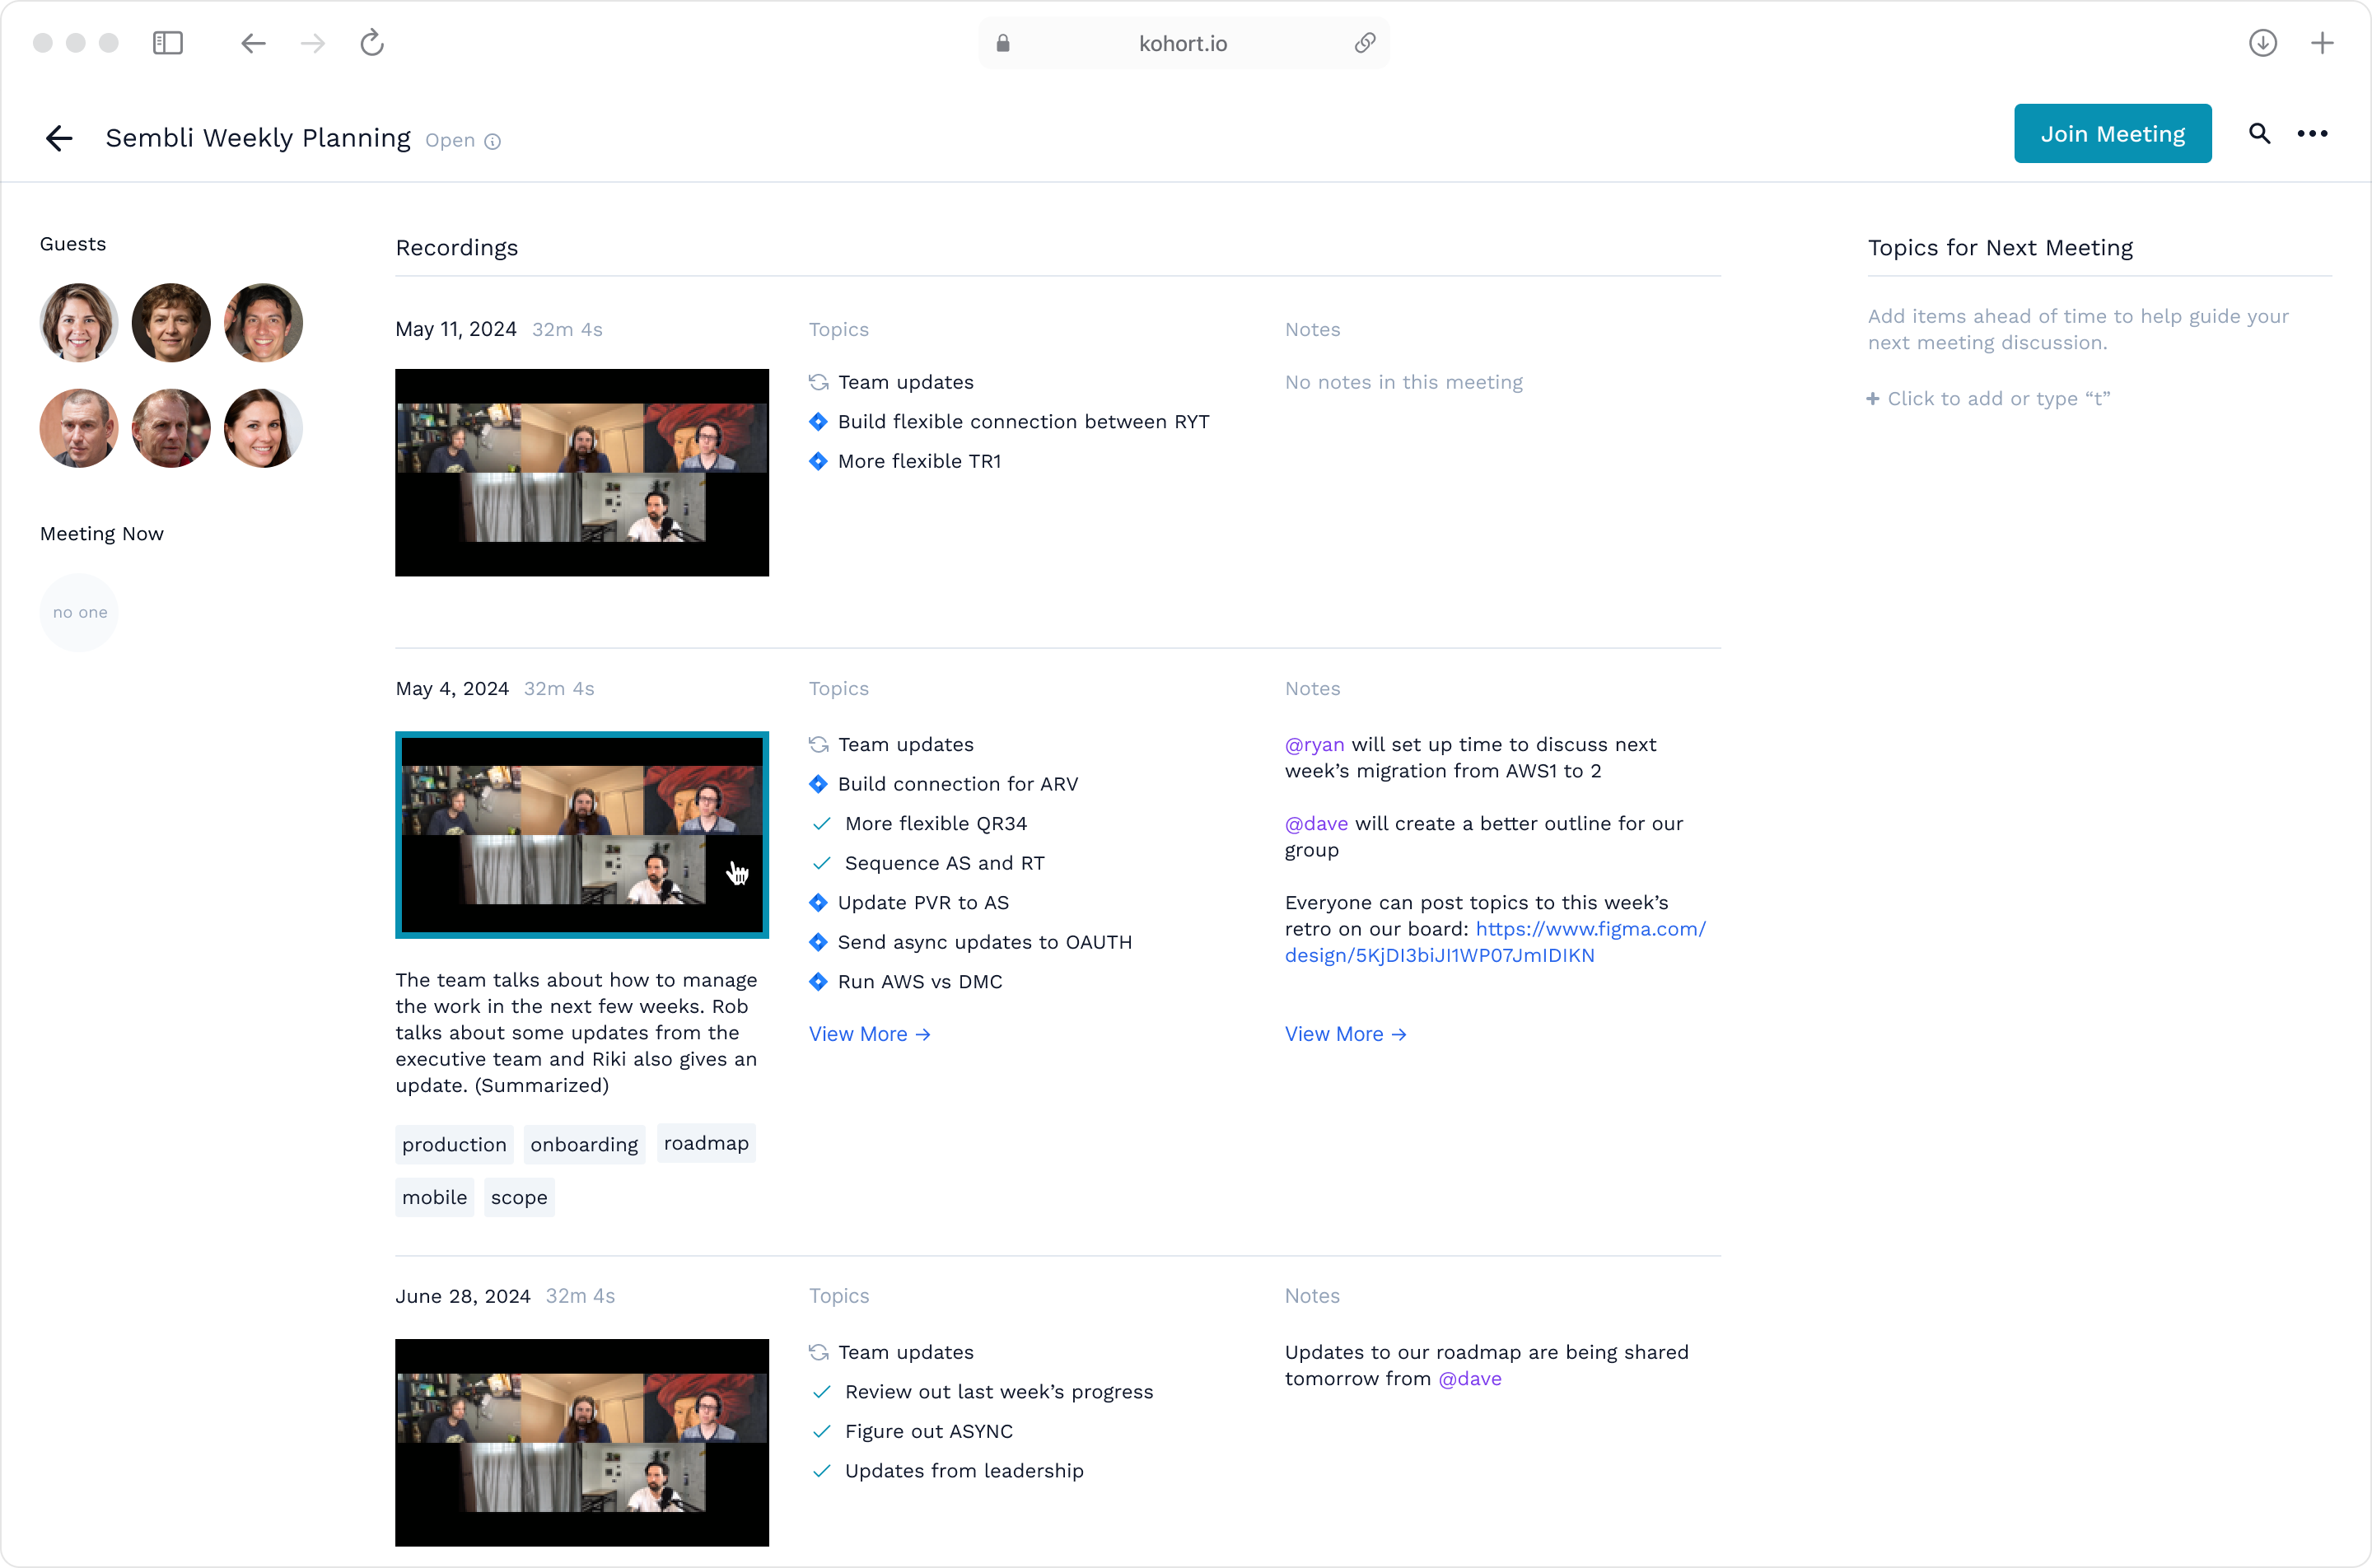 kohort.io
Sembli Weekly Planning Open
Join Meeting
Guests
Meeting Now
no one
Recordings
May 11, 2024 32m 4s
Topics
Team updates
Build flexible connection between RYT
More flexible TR1
Notes
No notes in this meeting
May 4, 2024 32m 4s
The team talks about how to manage
the work in the next few weeks. Rob
talks about some updates from the
executive team and Riki also gives an
update. (Summarized)
production onboarding roadmap
mobile scope
Topics
Team updates
Build connection for ARV
More flexible QR34
Sequence AS and RT
Update PVR to AS
Send async updates to OAUTH
Run AWS vs DMC
View More →
Notes
@ryan will set up time to discuss next
week’s migration from AWS1 to 2
@dave will create a better outline for our
group
Everyone can post topics to this week’s
retro on our board: https://www.figma.com/
design/5KjDI3biJI1WP07JmIDIKN
View More →
June 28, 2024 32m 4s
Topics
Team updates
Review out last week’s progress
Figure out ASYNC
Updates from leadership
Notes
Updates to our roadmap are being shared
tomorrow from @dave
Topics for Next Meeting
Add items ahead of time to help guide your
next meeting discussion.
+ Click to add or type “t”